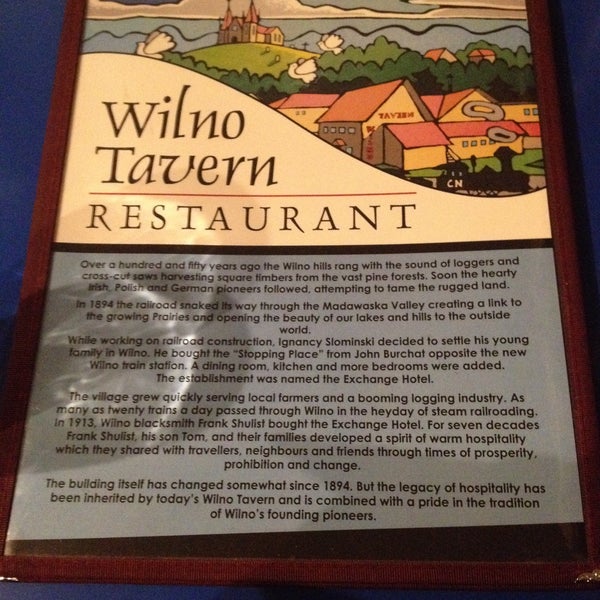 TAVERN
CN
Wilno
Tavern
RESTAURANT
Over a hundred and fifty years ago the Wilno hills rang with the sound of loggers and
cross-cut saws harvesting square timbers from the vast pine forests. Soon the hearty
Irish, Polish and German pioneers followed, attempting to tame the rugged land.
In 1894 the railroad snaked its way through the Madawaska Valley creating a link to
the growing Prairies and opening the beauty of our lakes and hills to the outside
world.
While working on railroad construction, Ignancy Slominski decided to settle his young
family in Wilno. He bought the "Stopping Place" from John Burchat opposite the new
Wilno train station. A dining room, kitchen and more bedrooms were added.
The establishment was named the Exchange Hotel.
The village grew quickly serving local farmers and a booming logging industry. As
many as twenty trains a day passed through Wilno in the heyday of steam railroading.
In 1913, Wilno blacksmith Frank Shulist bought the Exchange Hotel. For seven decades
Frank Shulist, his son Tom, and their families developed a spirit of warm hospitality
which they shared with travellers, neighbours and friends through times of prosperity,
prohibition and change.
The building itself has changed somewhat since 1894. But the legacy of hospitality has
been inherited by today's Wilno Tavern and is combined with a pride in the tradition
of Wilno's founding pioneers.